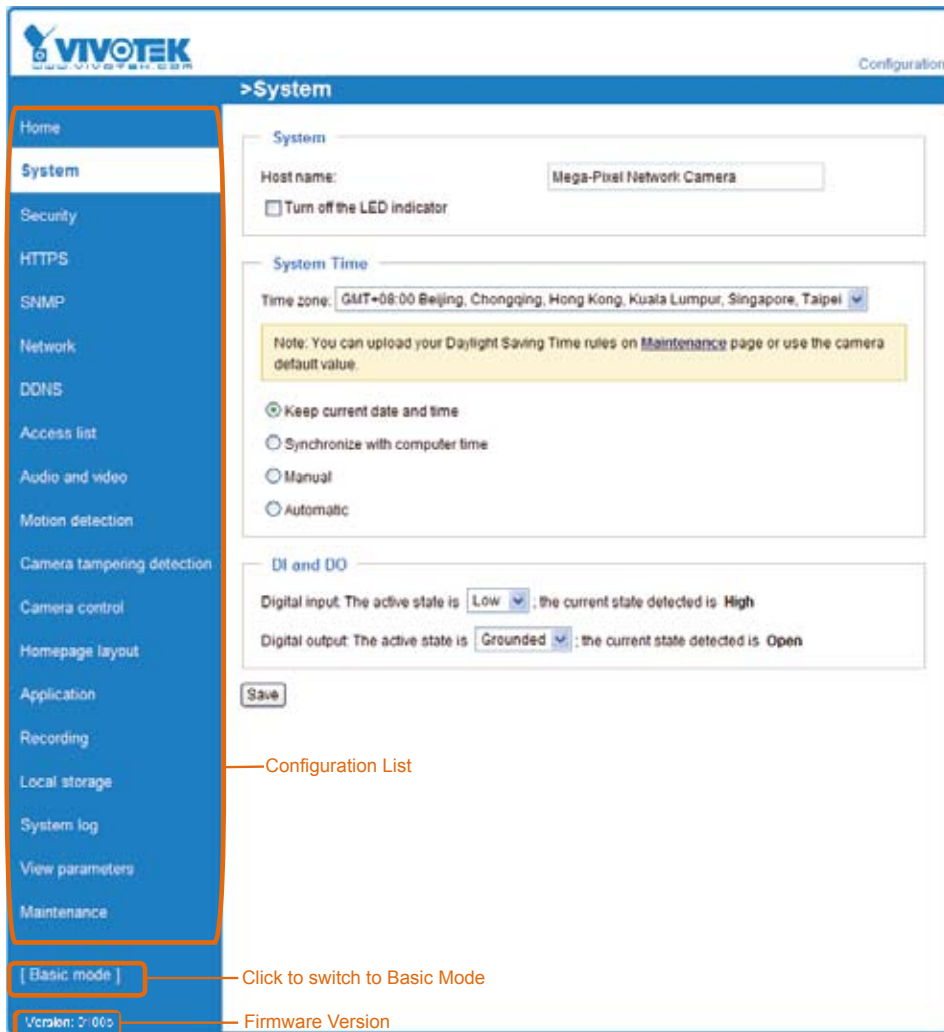 VIVOTEK
WWW.VIVOTEK.COM
Configuration
>System
Home
System
Security
HTTPS
SNMP
Network
DDNS
Access list
Audio and video
Motion detection
Camera tampering detection
Camera control
Homepage layout
Application
Recording
Local storage
System log
View parameters
Maintenance
[ Basic mode ]
Version:
System
Host name: Mega-Pixel Network Camera
Turn off the LED indicator
System Time
Time zone: GMT+08:00 Beijing, Chongqing, Hong Kong, Kuala Lumpur, Singapore, Taipei
Note: You can upload your Daylight Saving Time rules on Maintenance page or use the camera
default value.
Keep current date and time
Synchronize with computer time
Manual
Automatic
DI and DO
Digital input: The active state is Low ; the current state detected is High
Digital output: The active state is Grounded ; the current state detected is Open
Save
Configuration List
Click to switch to Basic Mode
Firmware Version